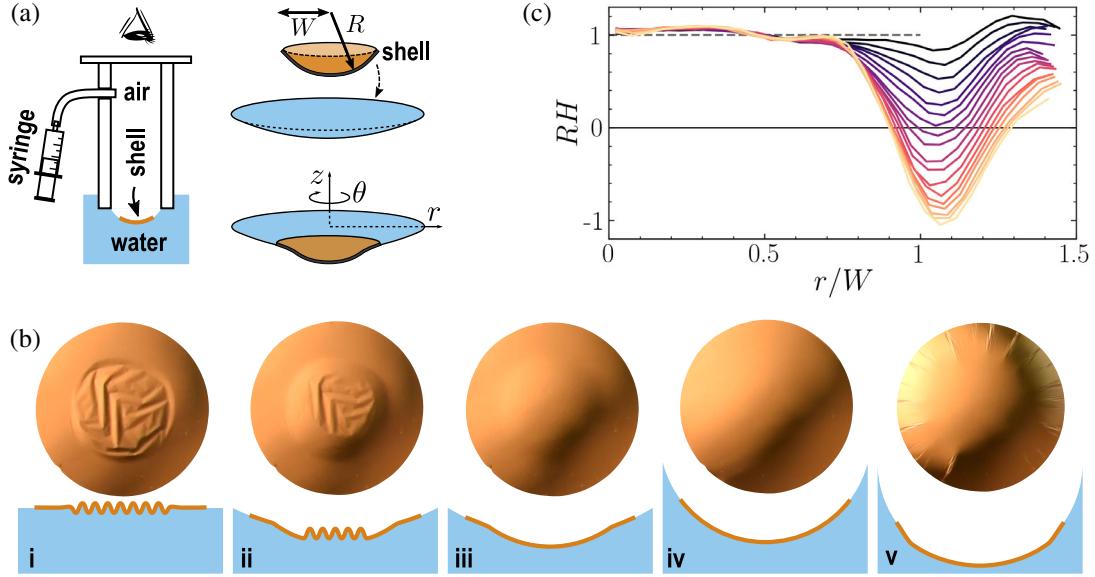 (a)
W
R
shell
air
syringe
shell
water
z
θ
r
(b)
i
ii
iii
iv
v
(c)
RH
1
0
-1
0
0.5
1
1.5
r/W